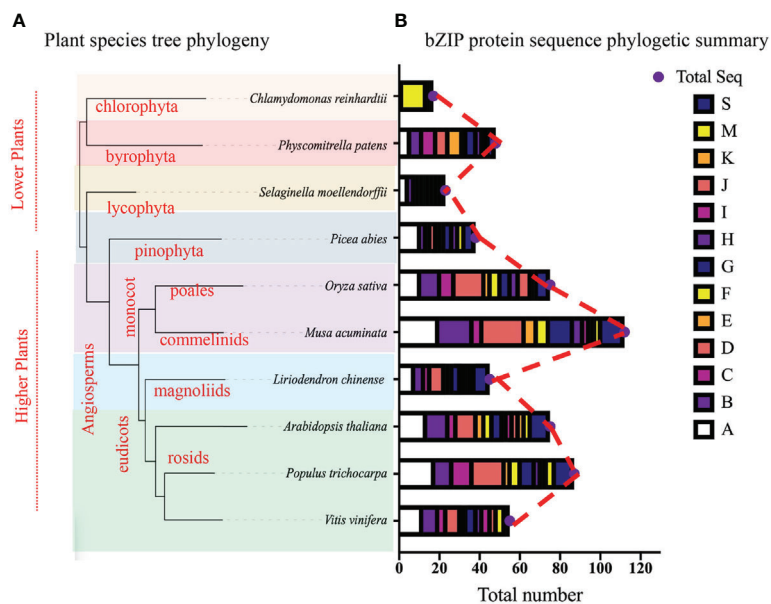 A
B
Plant species tree phylogeny
bZIP protein sequence phylogetic summary
Lower Plants
Higher Plants
chlorophyta
Chlamydomonas reinhardtii
byrophyta
Physcomitrella patens
lycophyta
Selaginella moellendorffii
pinophyta
Picea abies
Angiosperms
monocot
poales
Oryza sativa
commelinids
Musa acuminata
magnoliids
Liriodendron chinense
eudicots
Arabidopsis thaliana
rosids
Populus trichocarpa
Vitis vinifera
0 20 40 60 80 100 120
Total number
Total Seq
S
M
K
J
I
H
G
F
E
D
C
B
A